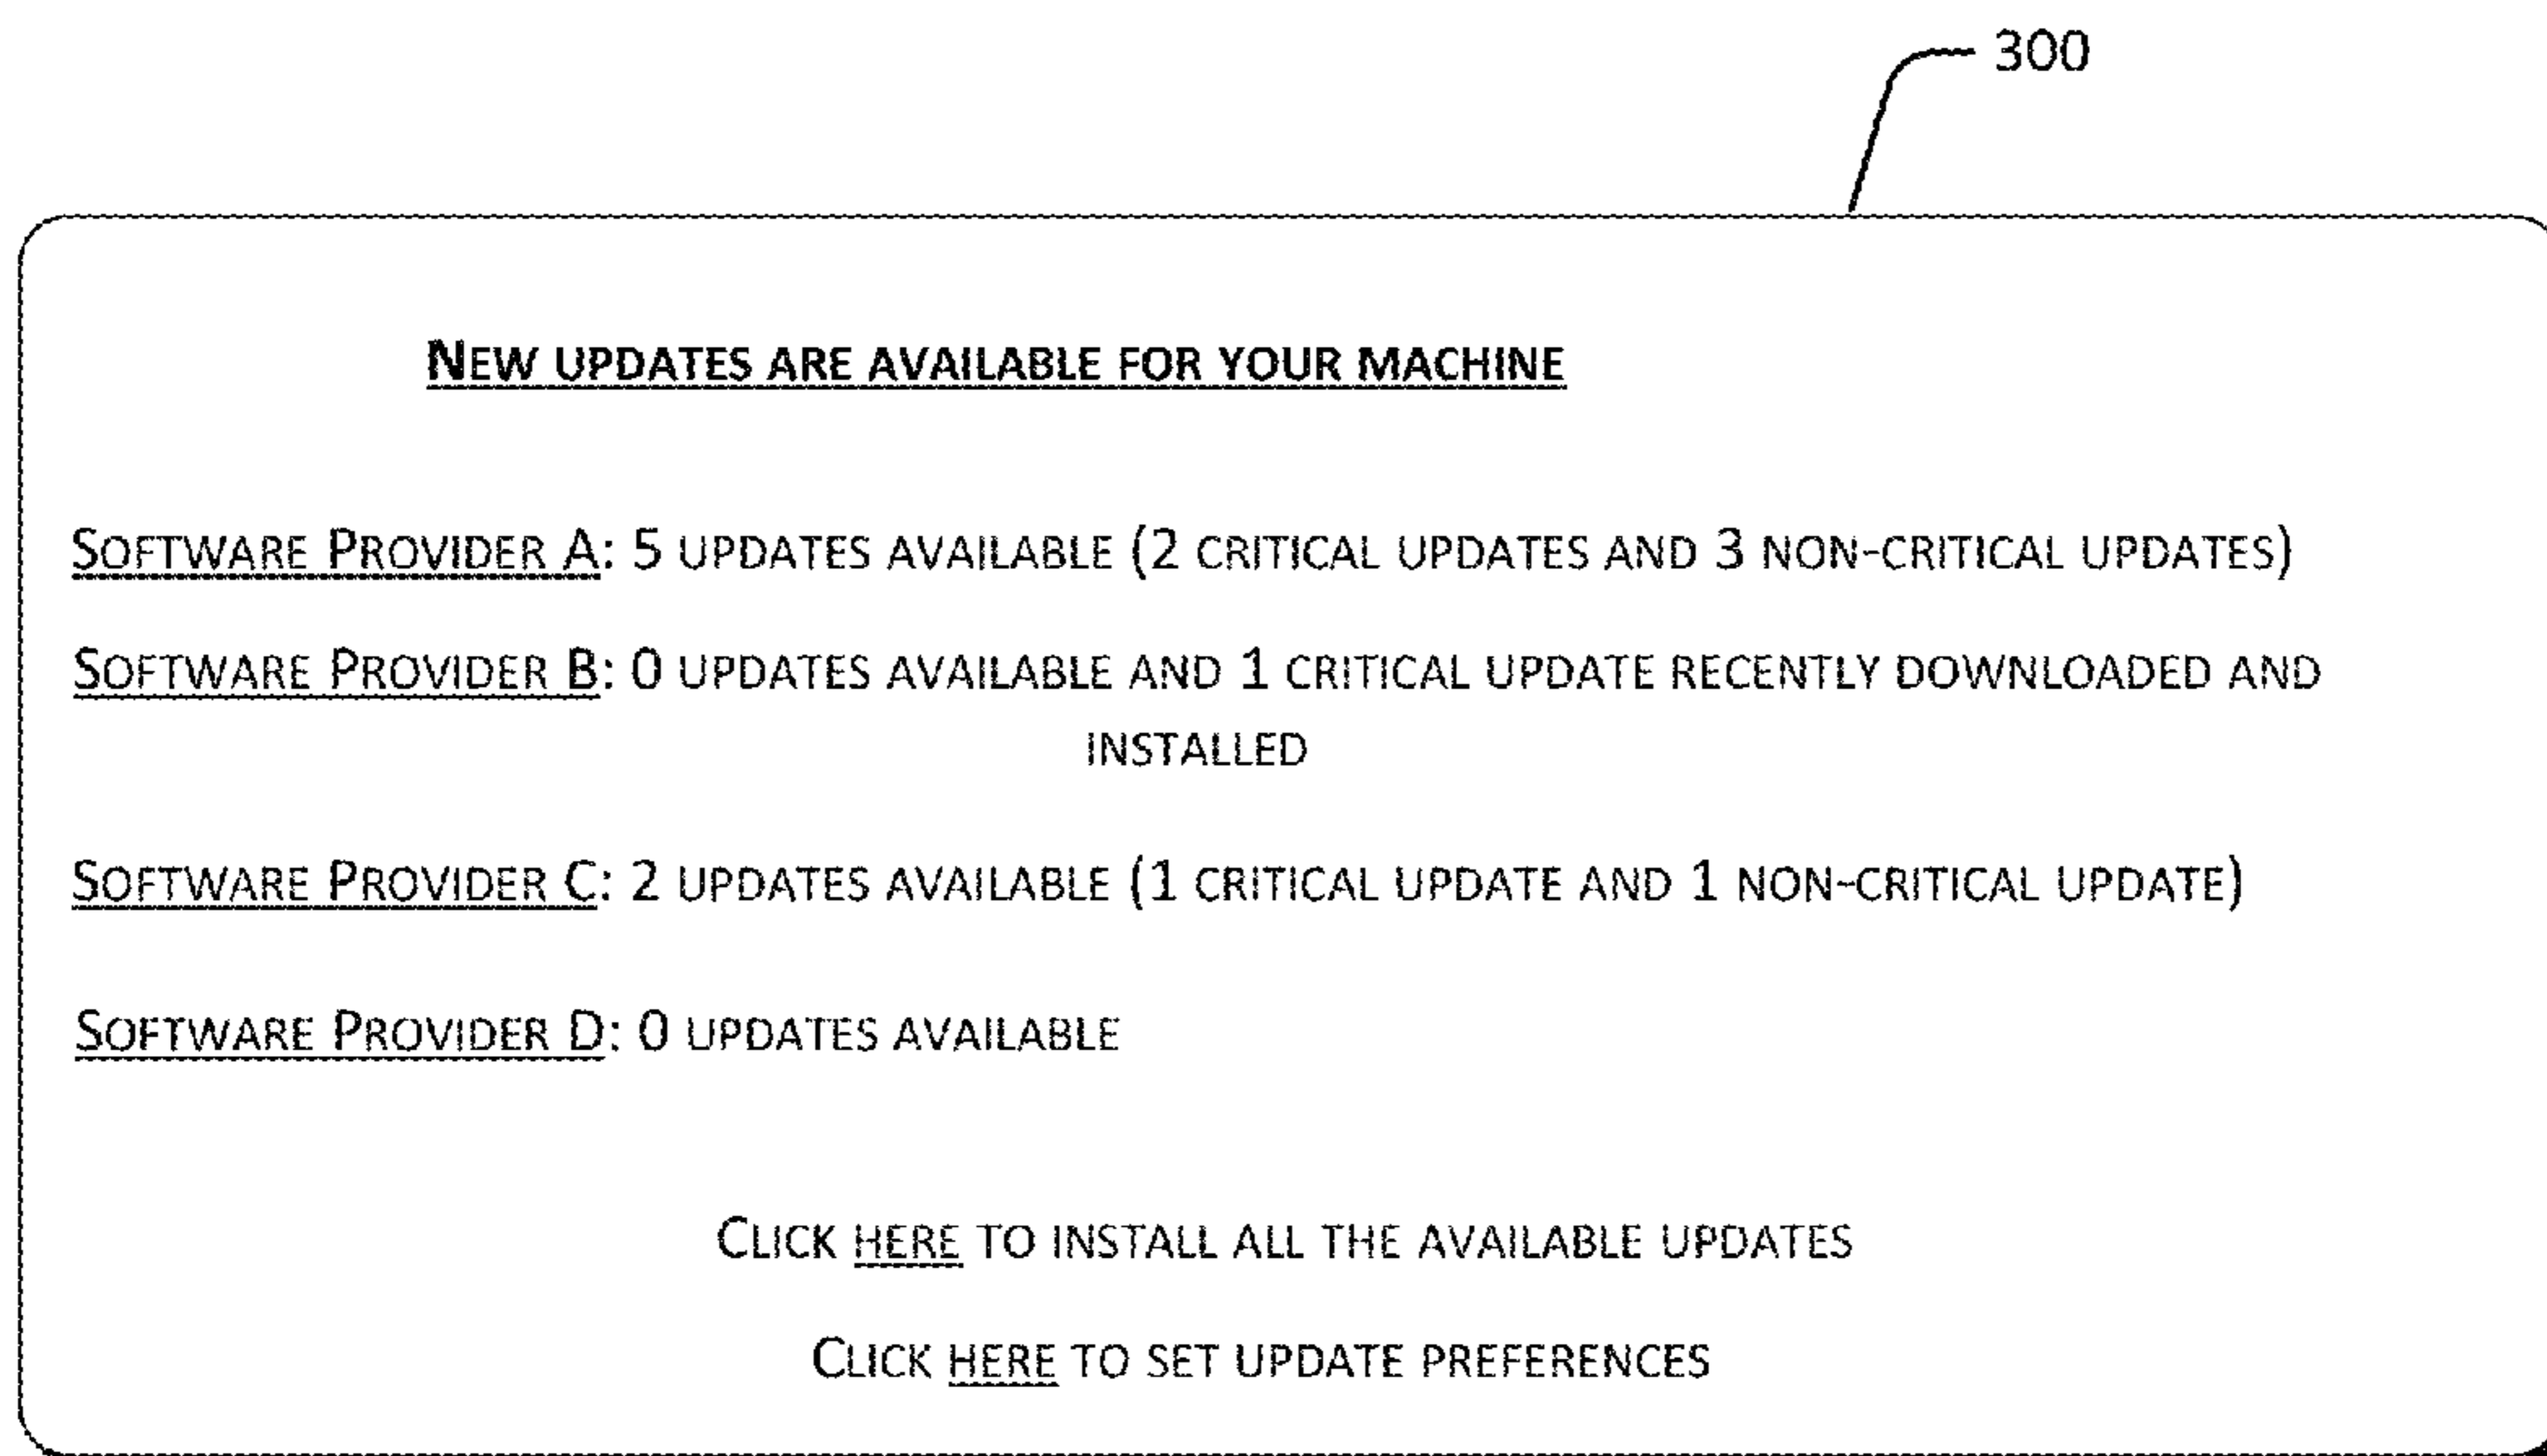 300
NEW UPDATES ARE AVAILABLE FOR YOUR MACHINE
SOFTWARE PROVIDER A: 5 UPDATES AVAILABLE (2 CRITICAL UPDATES AND 3 NON-CRITICAL UPDATES)
SOFTWARE PROVIDER B: 0 UPDATES AVAILABLE AND 1 CRITICAL UPDATE RECENTLY DOWNLOADED AND
INSTALLED
SOFTWARE PROVIDER C: 2 UPDATES AVAILABLE (1 CRITICAL UPDATE AND 1 NON-CRITICAL UPDATE)
SOFTWARE PROVIDER D: 0 UPDATES AVAILABLE
CLICK HERE TO INSTALL ALL THE AVAILABLE UPDATES
CLICK HERE TO SET UPDATE PREFERENCES